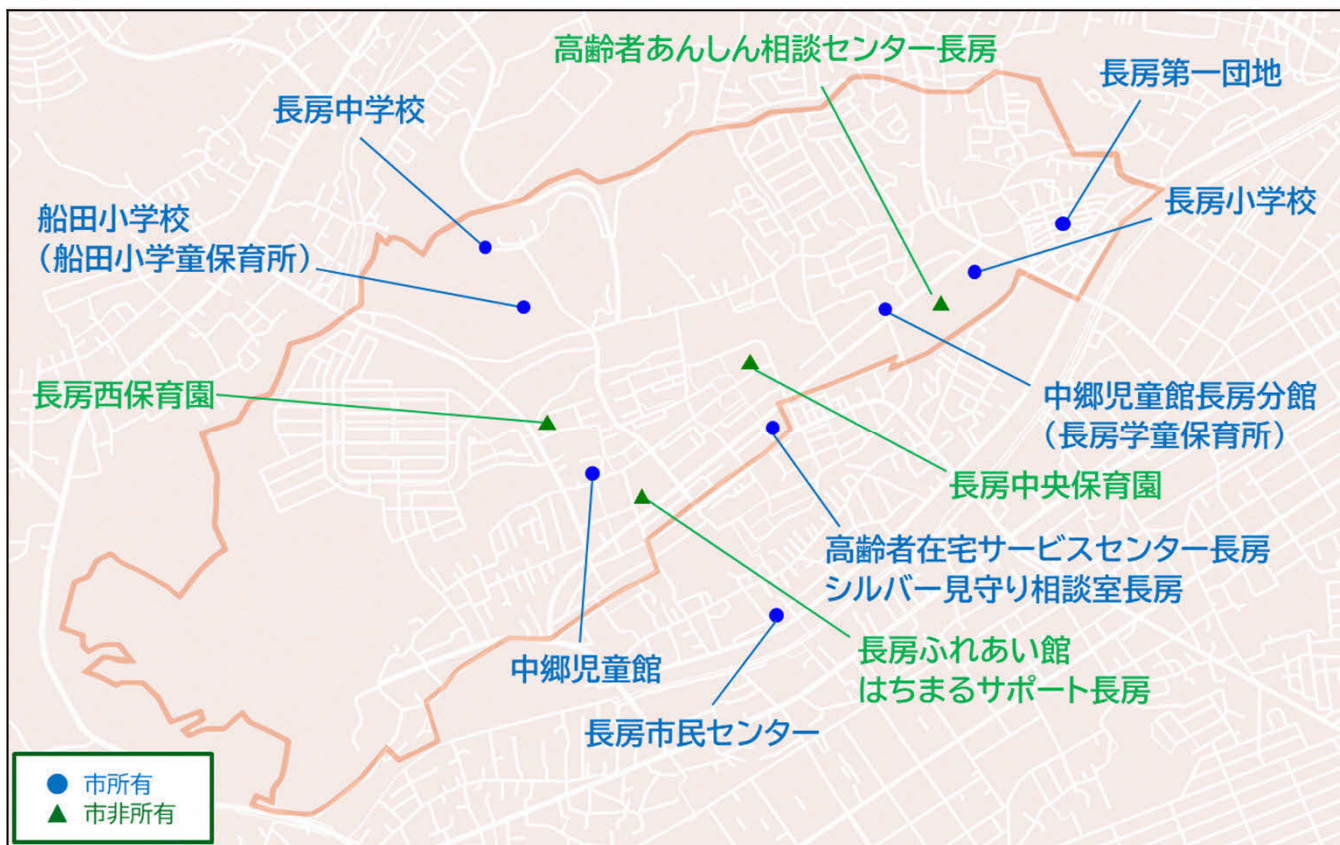 高齢者あんしん相談センター長房
長房第一団地
長房中学校
長房小学校
船田小学校
（船田小学童保育所）
長房西保育園
中郷児童館長房分館
（長房学童保育所）
長房中央保育園
高齢者在宅サービスセンター長房
シルバー見守り相談室長房
中郷児童館
長房ふれあい館
はちまるサポート長房
長房市民センター
市所有
市非所有